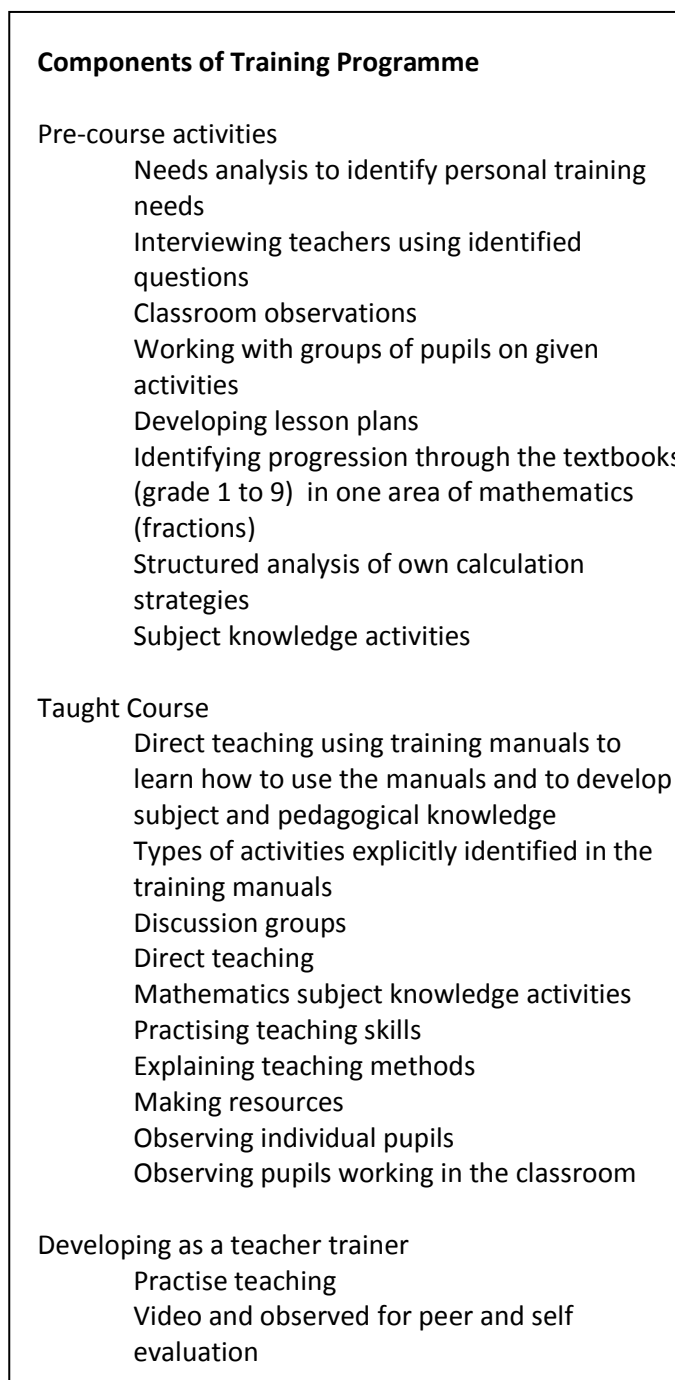 Components of Training Programme
Pre-course activities
Needs analysis to identify personal training
needs
Interviewing teachers using identified
questions
Classroom observations
Working with groups of pupils on given
activities
Developing lesson plans
Identifying progression through the textbooks
(grade 1 to 9)  in one area of mathematics
(fractions)
Structured analysis of own calculation
strategies
Subject knowledge activities
Taught Course
Direct teaching using training manuals to
learn how to use the manuals and to develop
subject and pedagogical knowledge
Types of activities explicitly identified in the
training manuals
Discussion groups
Direct teaching
Mathematics subject knowledge activities
Practising teaching skills
Explaining teaching methods
Making resources
Observing individual pupils
Observing pupils working in the classroom
Developing as a teacher trainer
Practise teaching
Video and observed for peer and self
evaluation